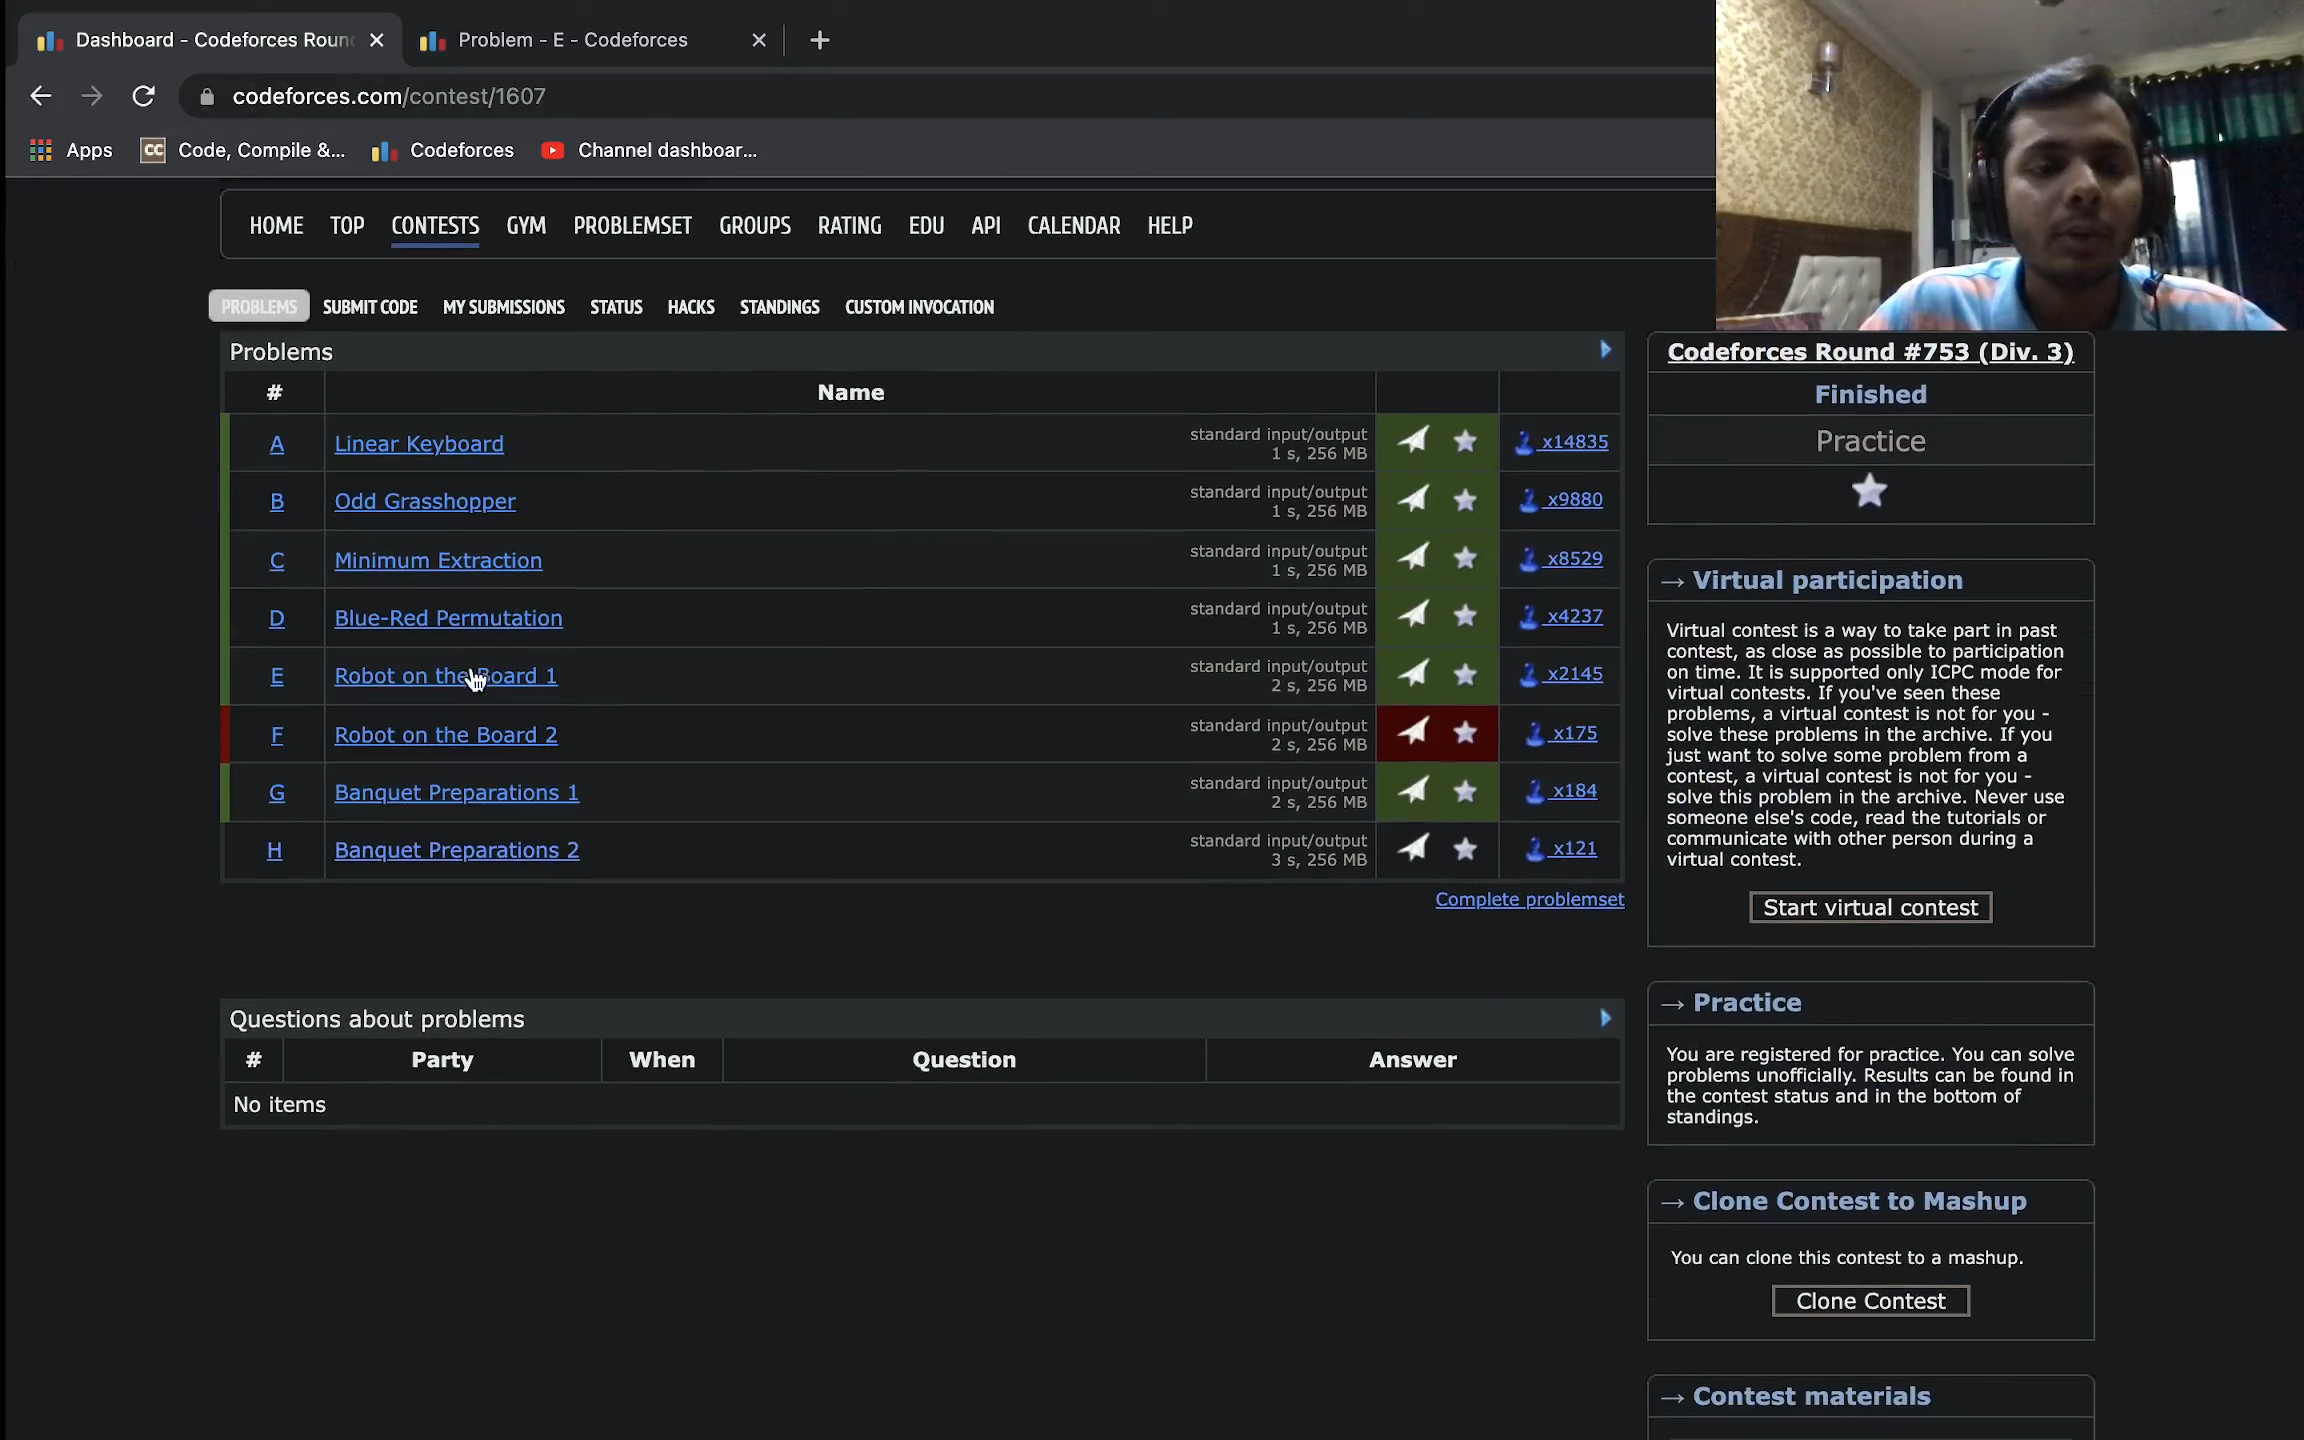 Dashboard - Codeforces Roun
Problem - E - Codeforces
codeforces.com/contest/1607
Apps
CC
Code, Compile &...
Codeforces
Channel dashboar...
HOME TOP CONTESTS GYM PROBLEMSET GROUPS RATING EDU API CALENDAR HELP
PROBLEMS SUBMIT CODE MY SUBMISSIONS STATUS HACKS STANDINGS CUSTOM INVOCATION
Problems
# Name
A Linear Keyboard standard input/output x14835
1 s, 256 MB
B Odd Grasshopper standard input/output x9880
1 s, 256 MB
C Minimum Extraction standard input/output x8529
1 s, 256 MB
D Blue-Red Permutation standard input/output x4237
1 s, 256 MB
E Robot on the Board 1 standard input/output x2145
2 s, 256 MB
F Robot on the Board 2 standard input/output x175
2 s, 256 MB
G Banquet Preparations 1 standard input/output x184
2 s, 256 MB
H Banquet Preparations 2 standard input/output x121
3 s, 256 MB
Complete problemset
Questions about problems
# Party When Question Answer
No items
Codeforces Round #753 (Div. 3)
Finished
Practice
→ Virtual participation
Virtual contest is a way to take part in past
contest, as close as possible to participation
on time. It is supported only ICPC mode for
virtual contests. If you've seen these
problems, a virtual contest is not for you -
solve these problems in the archive. If you
just want to solve some problem from a
contest, a virtual contest is not for you -
solve this problem in the archive. Never use
someone else's code, read the tutorials or
communicate with other person during a
virtual contest.
Start virtual contest
→ Practice
You are registered for practice. You can solve
problems unofficially. Results can be found in
the contest status and in the bottom of
standings.
→ Clone Contest to Mashup
You can clone this contest to a mashup.
Clone Contest
→ Contest materials